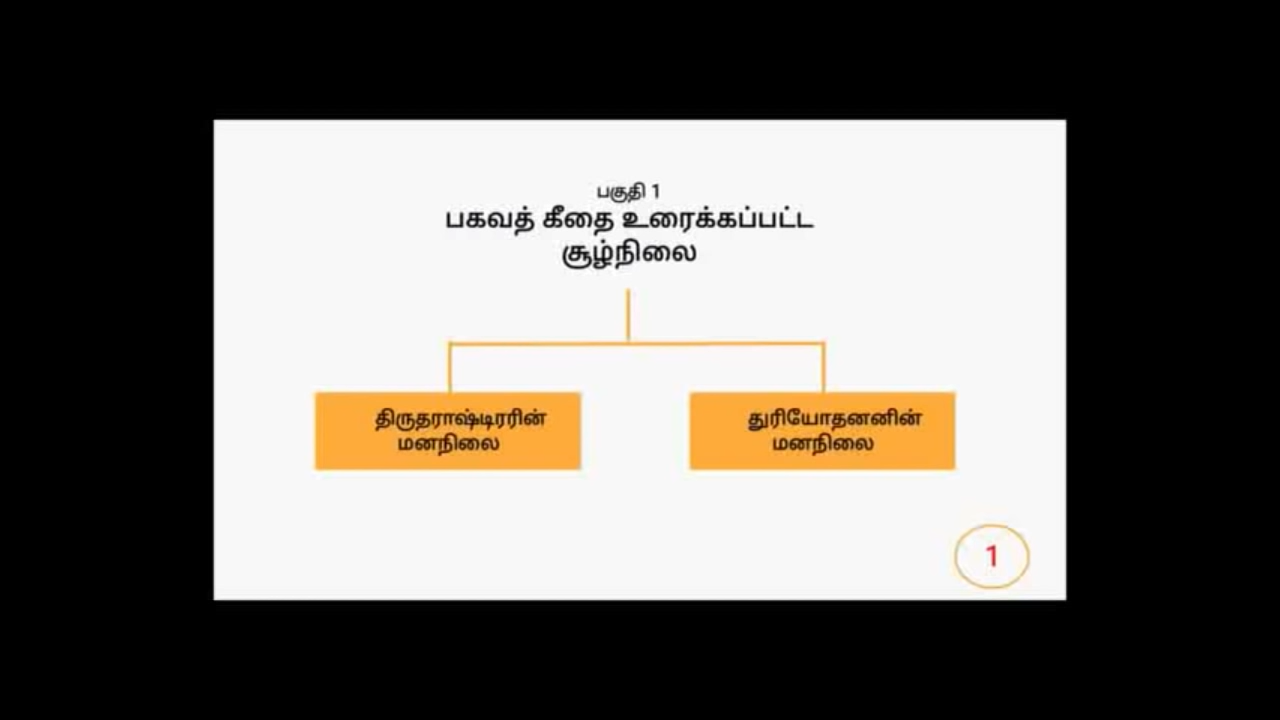 பகுதி 1
பகவத் கீதை உரைக்கப்பட்ட
சூழ்நிலை
திருதராஷ்டிரரின்
மனநிலை
துரியோதனனின்
மனநிலை
1